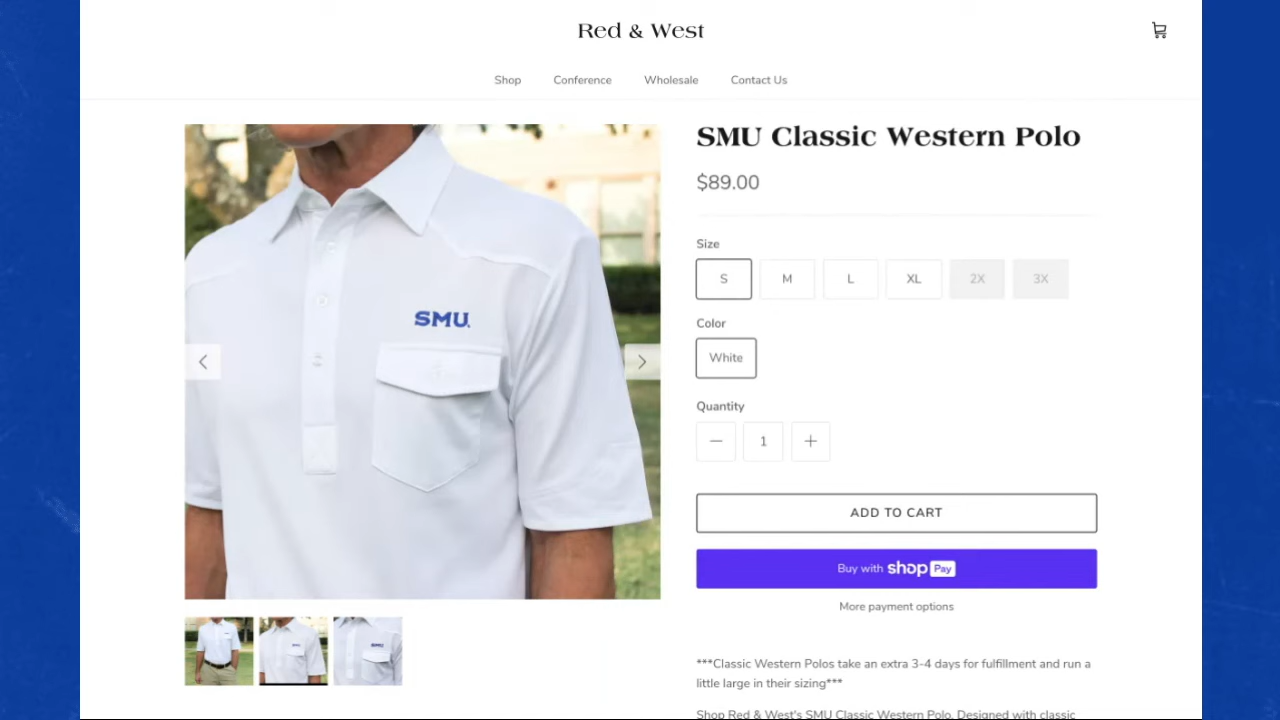 Red & West
Shop Conference Wholesale Contact Us
SMU Classic Western Polo
$89.00
Size
S M L XL 2X 3X
Color
White
Quantity
1
ADD TO CART
Buy with shop Pay
More payment options
***Classic Western Polos take an extra 3-4 days for fulfillment and run a
little large in their sizing***
Shop Red & West's SMU Classic Western Polo. Designed with classic
SMU